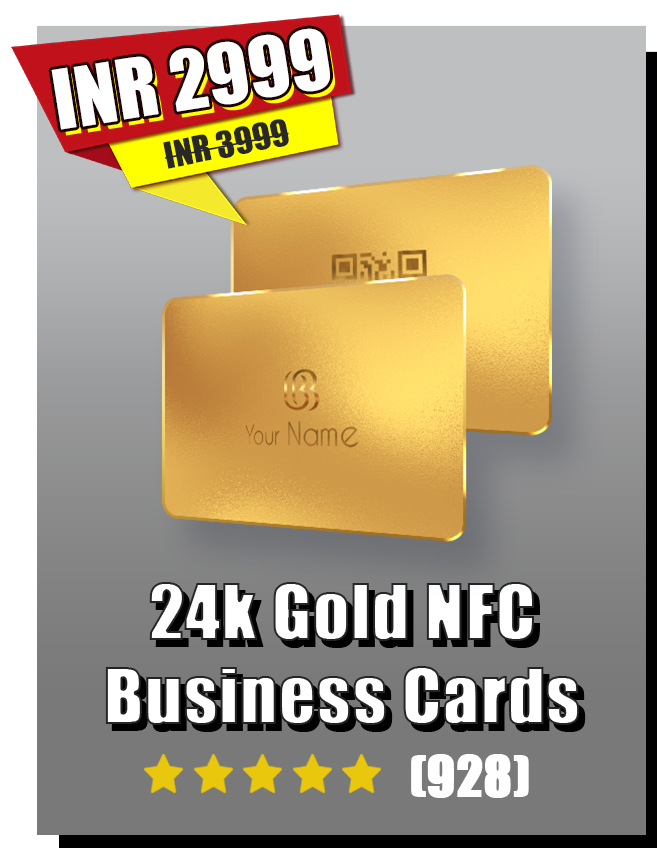 INR 2999
INR 3999
Your Name
24k Gold NFC
Business Cards
(928)